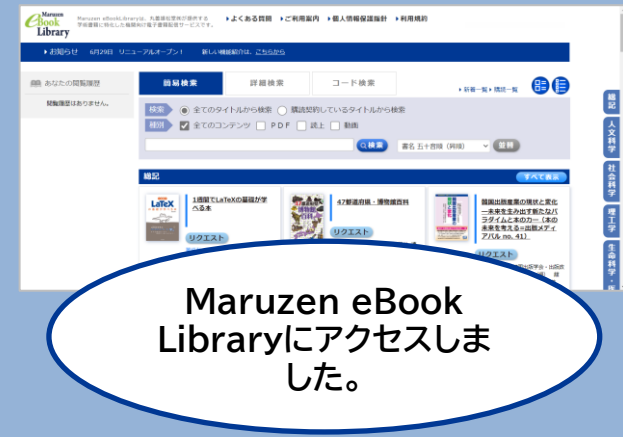 Maruzen
eBook
Library
Maruzen eBook Libraryは、丸善雄松堂が提供する
学術書籍に特化した機関向け電子書籍配信サービスです。
よくある質問 ご利用案内 個人情報保護指針 利用規約
お知らせ 6月29日 リニューアルオープン! 新しい機能紹介は、こちらから
あなたの閲覧履歴
閲覧履歴はありません。
簡易検索 詳細検索 コード検索
新着一覧 購読一覧
検索 全てのタイトルから検索 購読契約しているタイトルから検索
種別 全てのコンテンツ PDF 読上 動画
検索 書名 五十音順 (昇順) 並替
総記 すべて表示
LaTeX
1週間でLaTeXの基礎が学
べる本
リクエスト
47都道府県・博物館百科
リクエスト
韓国出版産業の現状と変化
―未来を生み出す新たなパ
ラダイムと本の力― (本の
未来を考える=出版メディ
アパル no. 41)
リクエスト
総記
人文科学
社会科学
理工学
生命科学・医
Maruzen eBook
Libraryにアクセスしま
した。